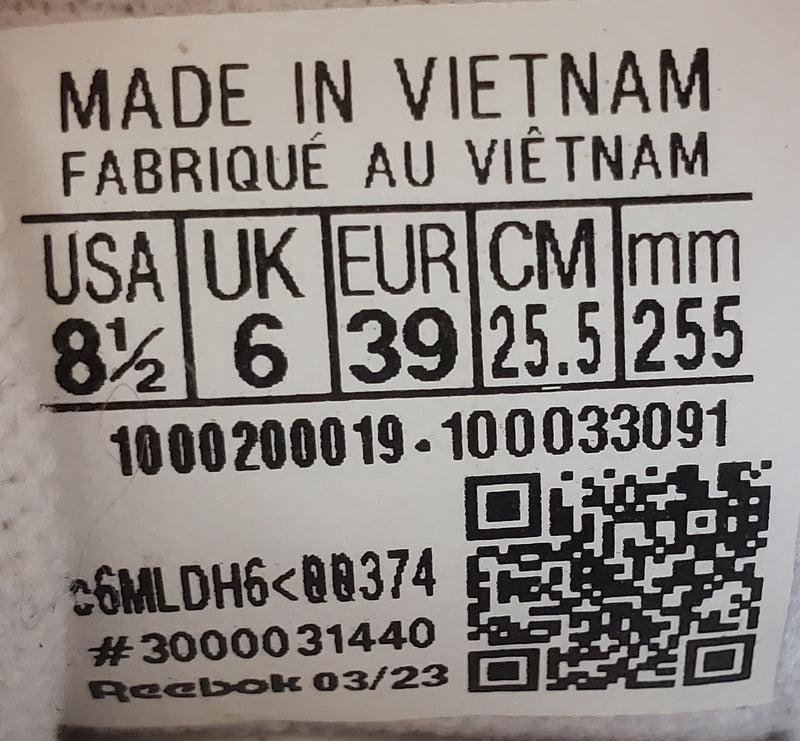 MADE IN VIETNAM
FABRIQUÉ AU VIÊTNAM
USA UK EUR CM mm
8½ 6 39 25.5 255
1000200019-100033091
c6MLDH6<00374
#3000031440
Reebok 03/23